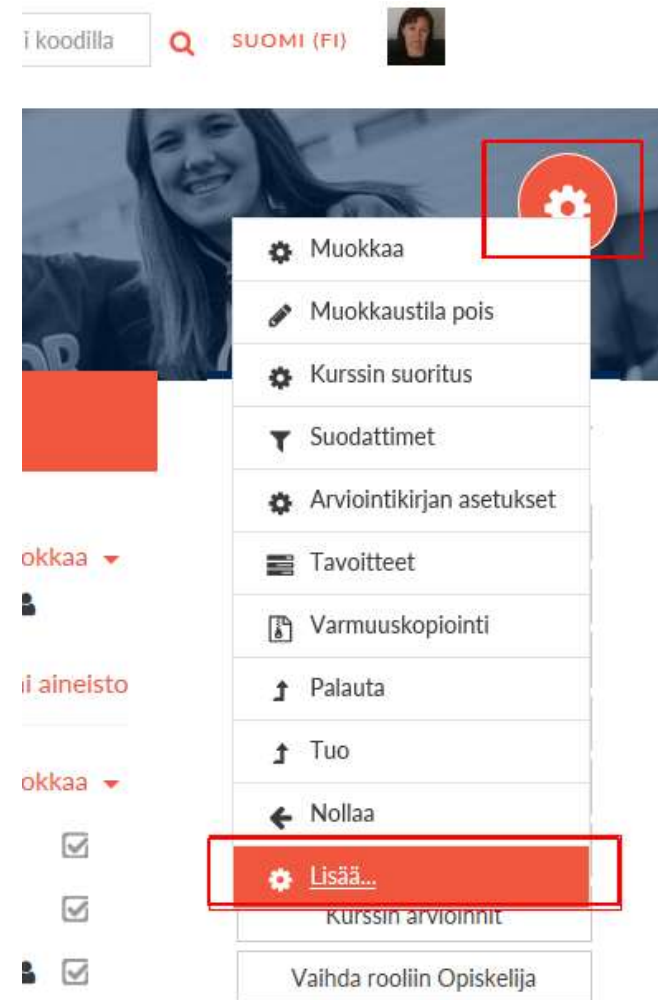 i koodilla
SUOMI (FI)
Muokkaa
Muokkaustila pois
Kurssin suoritus
Suodattimet
Arviointikirjan asetukset
okkaa
Tavoitteet
Varmuuskopiointi
i aineisto
Palauta
Tuo
okkaa
Nollaa
Lisää...
Kurssin arvioinnit
Vaihda rooliin Opiskelija